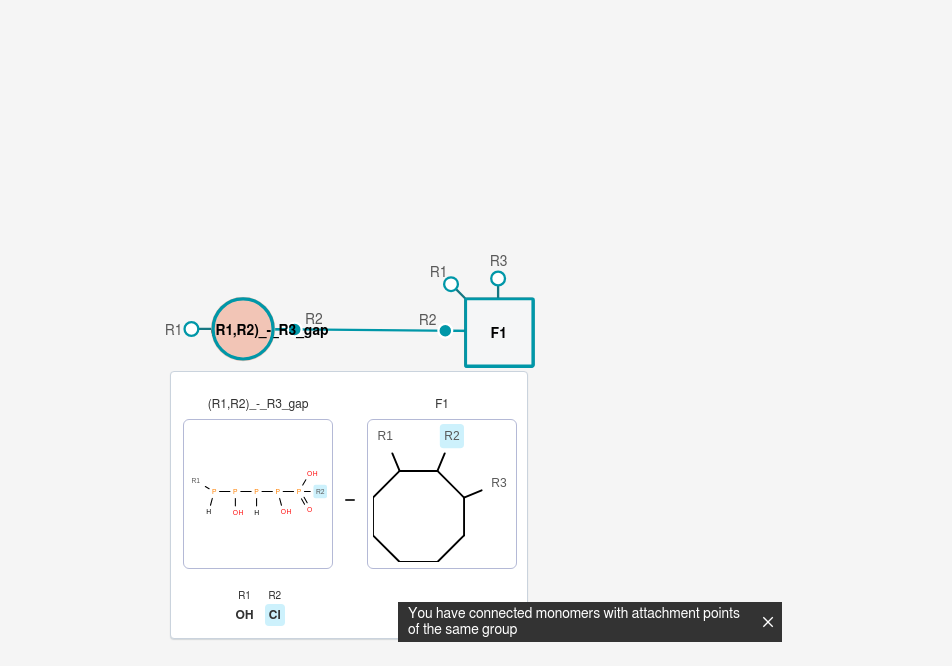 R1
R3
R2
R2
R1
R1,R2)_-_R3_gap
F1
(R1,R2)_-_R3_gap
F1
R1
R2
R3
OH
R1
P
P
P
P
P
R2
H
OH
H
OH
O
R1
R2
OH
Cl
You have connected monomers with attachment points
of the same group